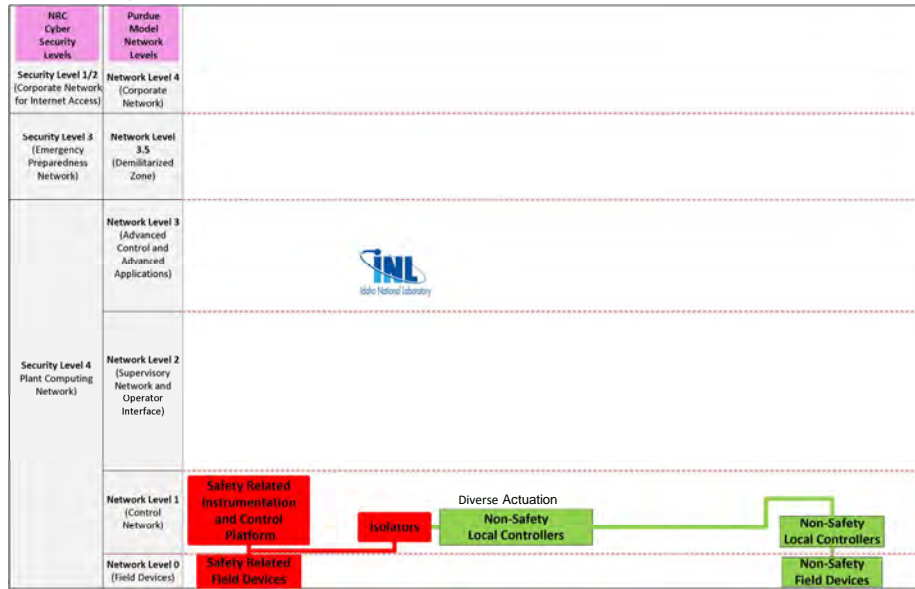 NRC
Cyber
Security
Levels
Purdue
Model
Network
Levels
Security Level 1/2
(Corporate Network
for Internet Access)
Network Level 4
(Corporate
Network)
Security Level 3
(Emergency
Preparedness
Network)
Network Level
3.5
(Demilitarized
Zone)
Network Level 3
(Advanced
Control and
Advanced
Applications)
INL
Idaho National Laboratory
Security Level 4
Plant Computing
Network)
Network Level 2
(Supervisory
Network and
Operator
Interface)
Network Level 1
(Control
Network)
Safety Related
Instrumentation
and Control
Platform
Isolators
Diverse Actuation
Non-Safety
Local Controllers
Non-Safety
Local Controllers
Network Level 0
(Field Devices)
Safety Related
Field Devices
Non-Safety
Field Devices